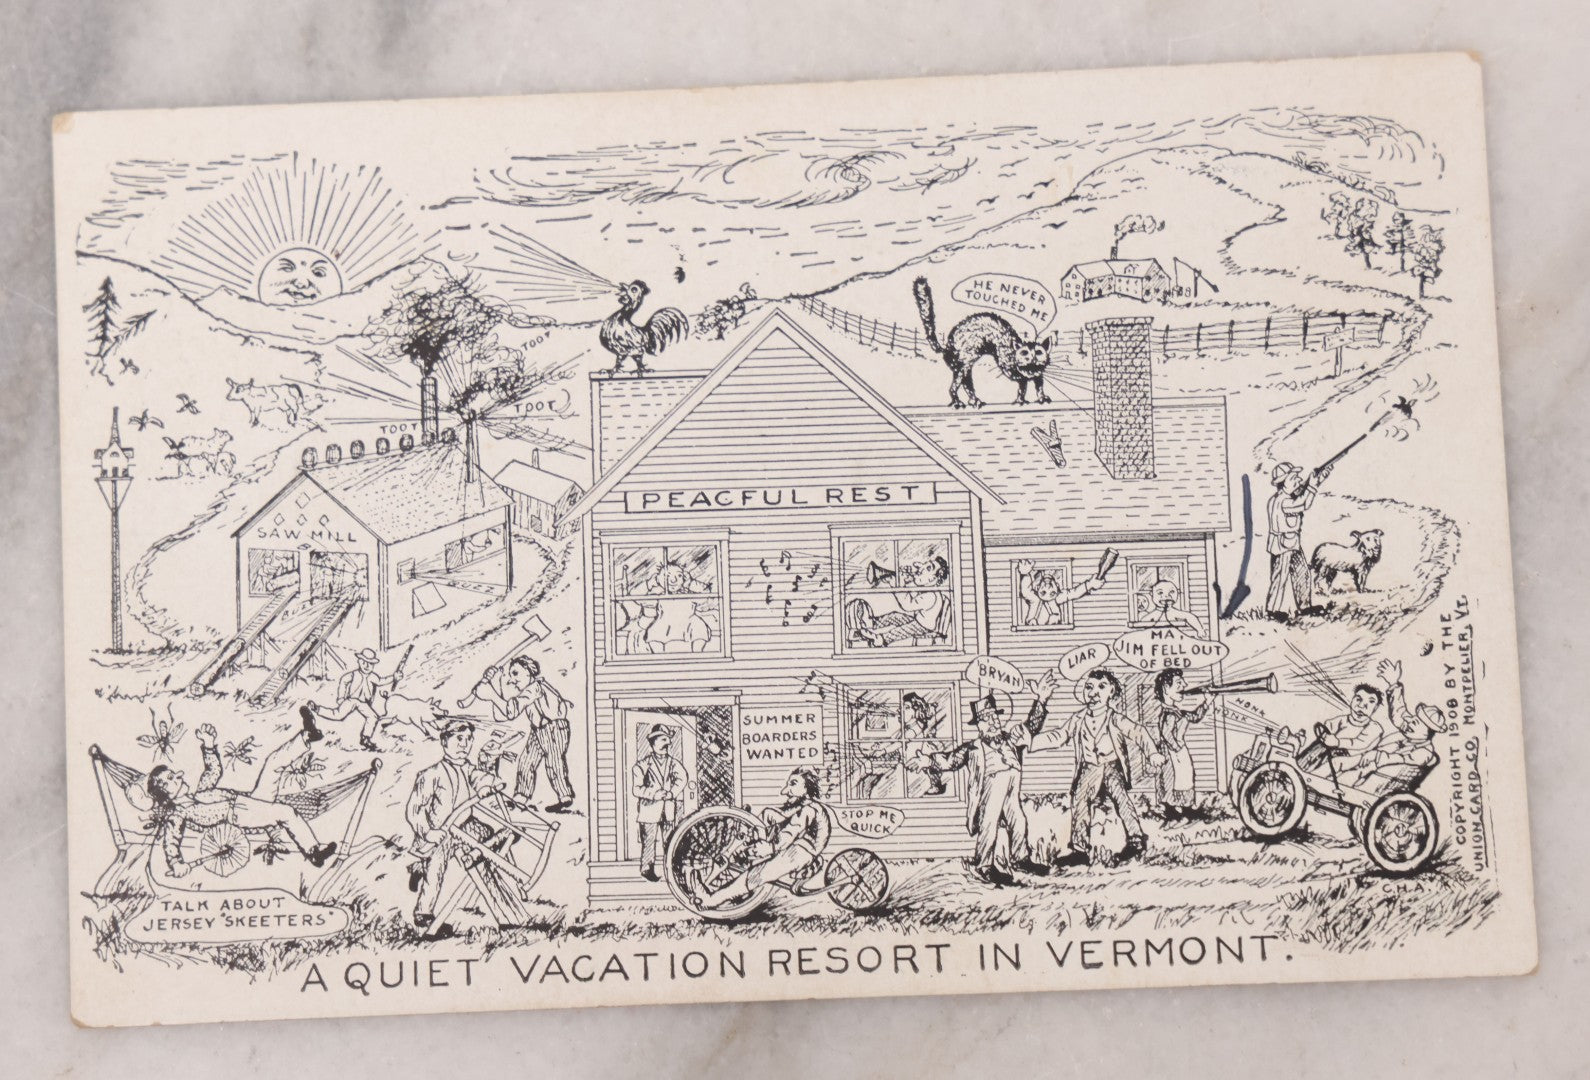 HE NEVER
TOUCHED ME
TOOT
TOOT
TOOT
PEACFUL REST
SAW MILL
MA,
JIM FELL OUT
OF BED
LIAR
BRYAN
SUMMER
BOARDERS
WANTED
HONK
HONK
STOP ME
QUICK
TALK ABOUT
JERSEY "SKEETERS"
C.H.A.
COPYRIGHT 1908 BY THE
UNION CARD CO. MONTPELIER, VT.
A QUIET VACATION RESORT IN VERMONT.